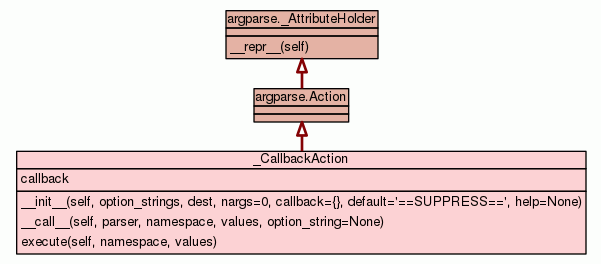 argparse._AttributeHolder
__repr__(self)
argparse.Action
_CallbackAction
callback
__init__(self, option_strings, dest, nargs=0, callback={}, default='==SUPPRESS==', help=None)
__call__(self, parser, namespace, values, option_string=None)
execute(self, namespace, values)